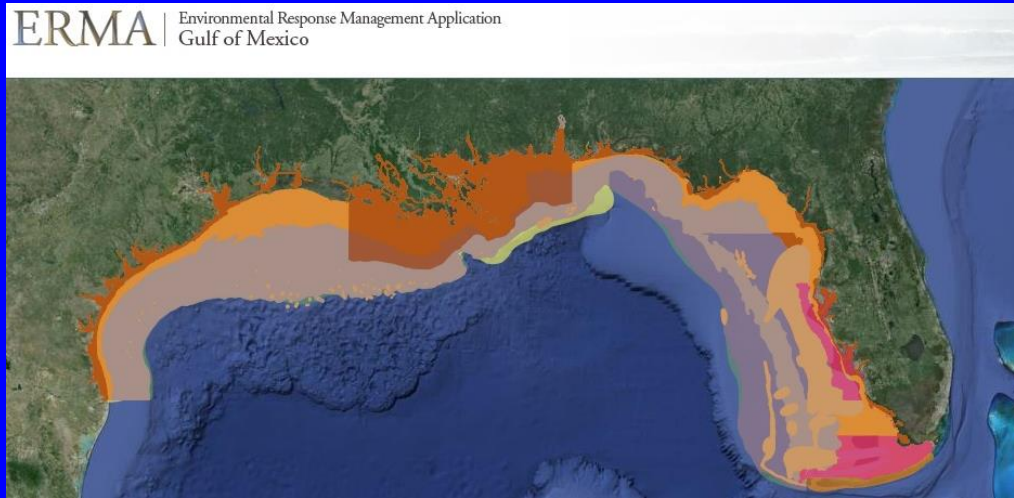 ERMA
Environmental Response Management Application
Gulf of Mexico